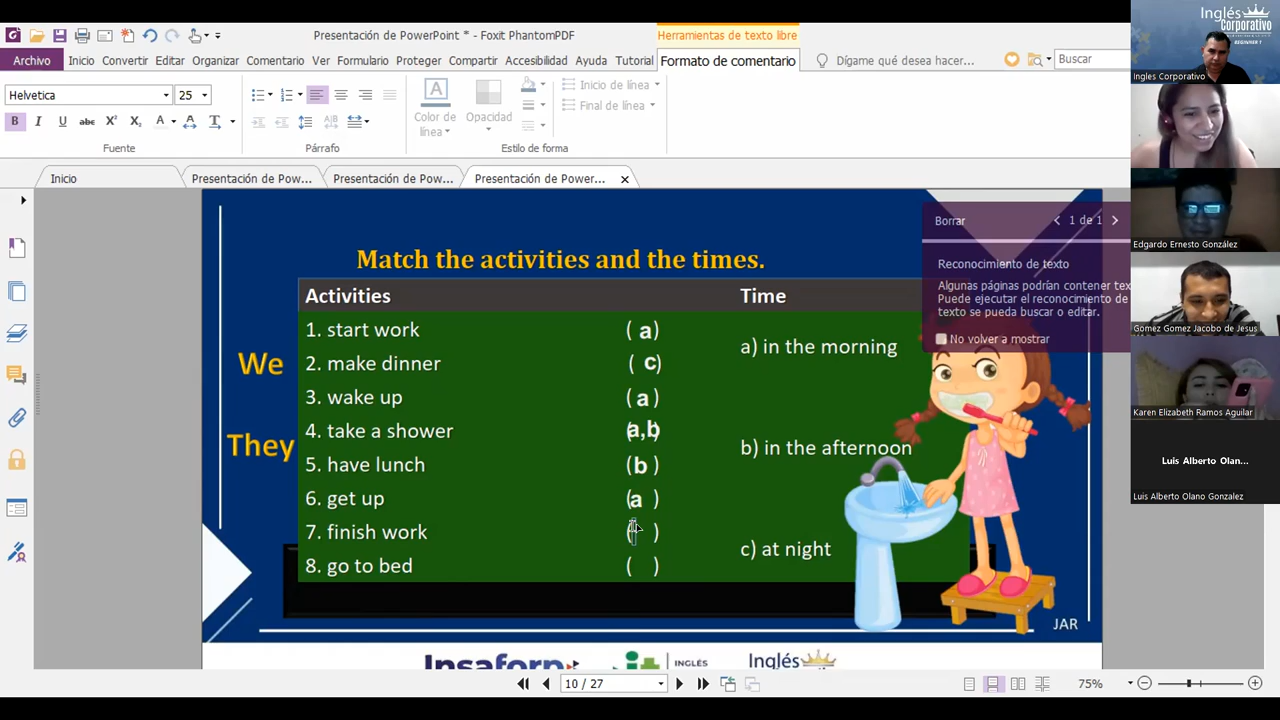 Presentación de PowerPoint * - Foxit PhantomPDF
Herramientas de texto libre
Archivo
Inicio
Convertir
Editar
Organizar
Comentario
Ver
Formulario
Proteger
Compartir
Accesibilidad
Ayuda
Tutorial
Formato de comentario
Dígame qué desea hacer...
Buscar
Helvetica
25
Color de línea
Opacidad
Inicio de línea
Final de línea
Fuente
Párrafo
Estilo de forma
Inicio
Presentación de Pow...
Presentación de Pow...
Presentación de Power...
Match the activities and the times.
Activities
Time
We
They
1. start work ( a )
2. make dinner ( c )
3. wake up ( a )
4. take a shower (a,b)
5. have lunch ( b )
6. get up ( a )
7. finish work ( )
8. go to bed ( )
a) in the morning
b) in the afternoon
c) at night
JAR
Borrar
1 de 1
Reconocimiento de texto
Algunas páginas podrían contener
Puede ejecutar el reconocimiento de
texto se pueda buscar o editar.
No volver a mostrar
Insaforp
INGLÉS
Inglés
10 / 27
75%
Inglés
Corporativo
BEGINNER 1
Ingles Corporativo
Edgardo Ernesto González
Gomez Gomez Jacobo de Jesus
Karen Elizabeth Ramos Aguilar
Luis Alberto Olan...
Luis Alberto Olano Gonzalez